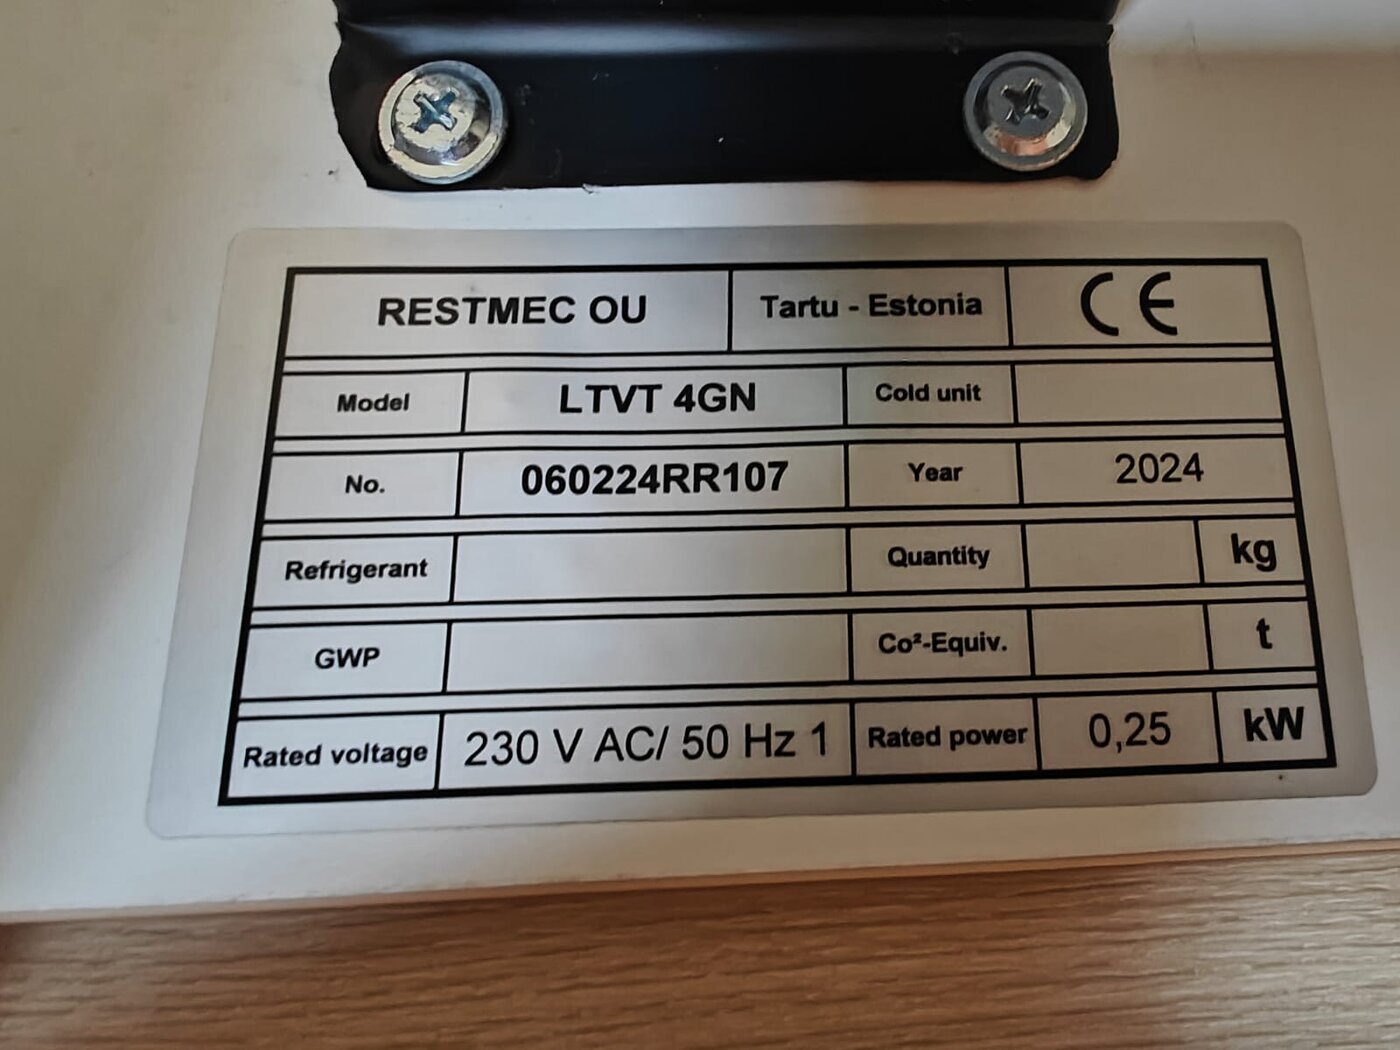 RESTMEC OU Tartu - Estonia CE
Model LTVT 4GN Cold unit
No. 060224RR107 Year 2024
Refrigerant Quantity kg
GWP Co²-Equiv. t
Rated voltage 230 V AC/ 50 Hz 1 Rated power 0,25 kW